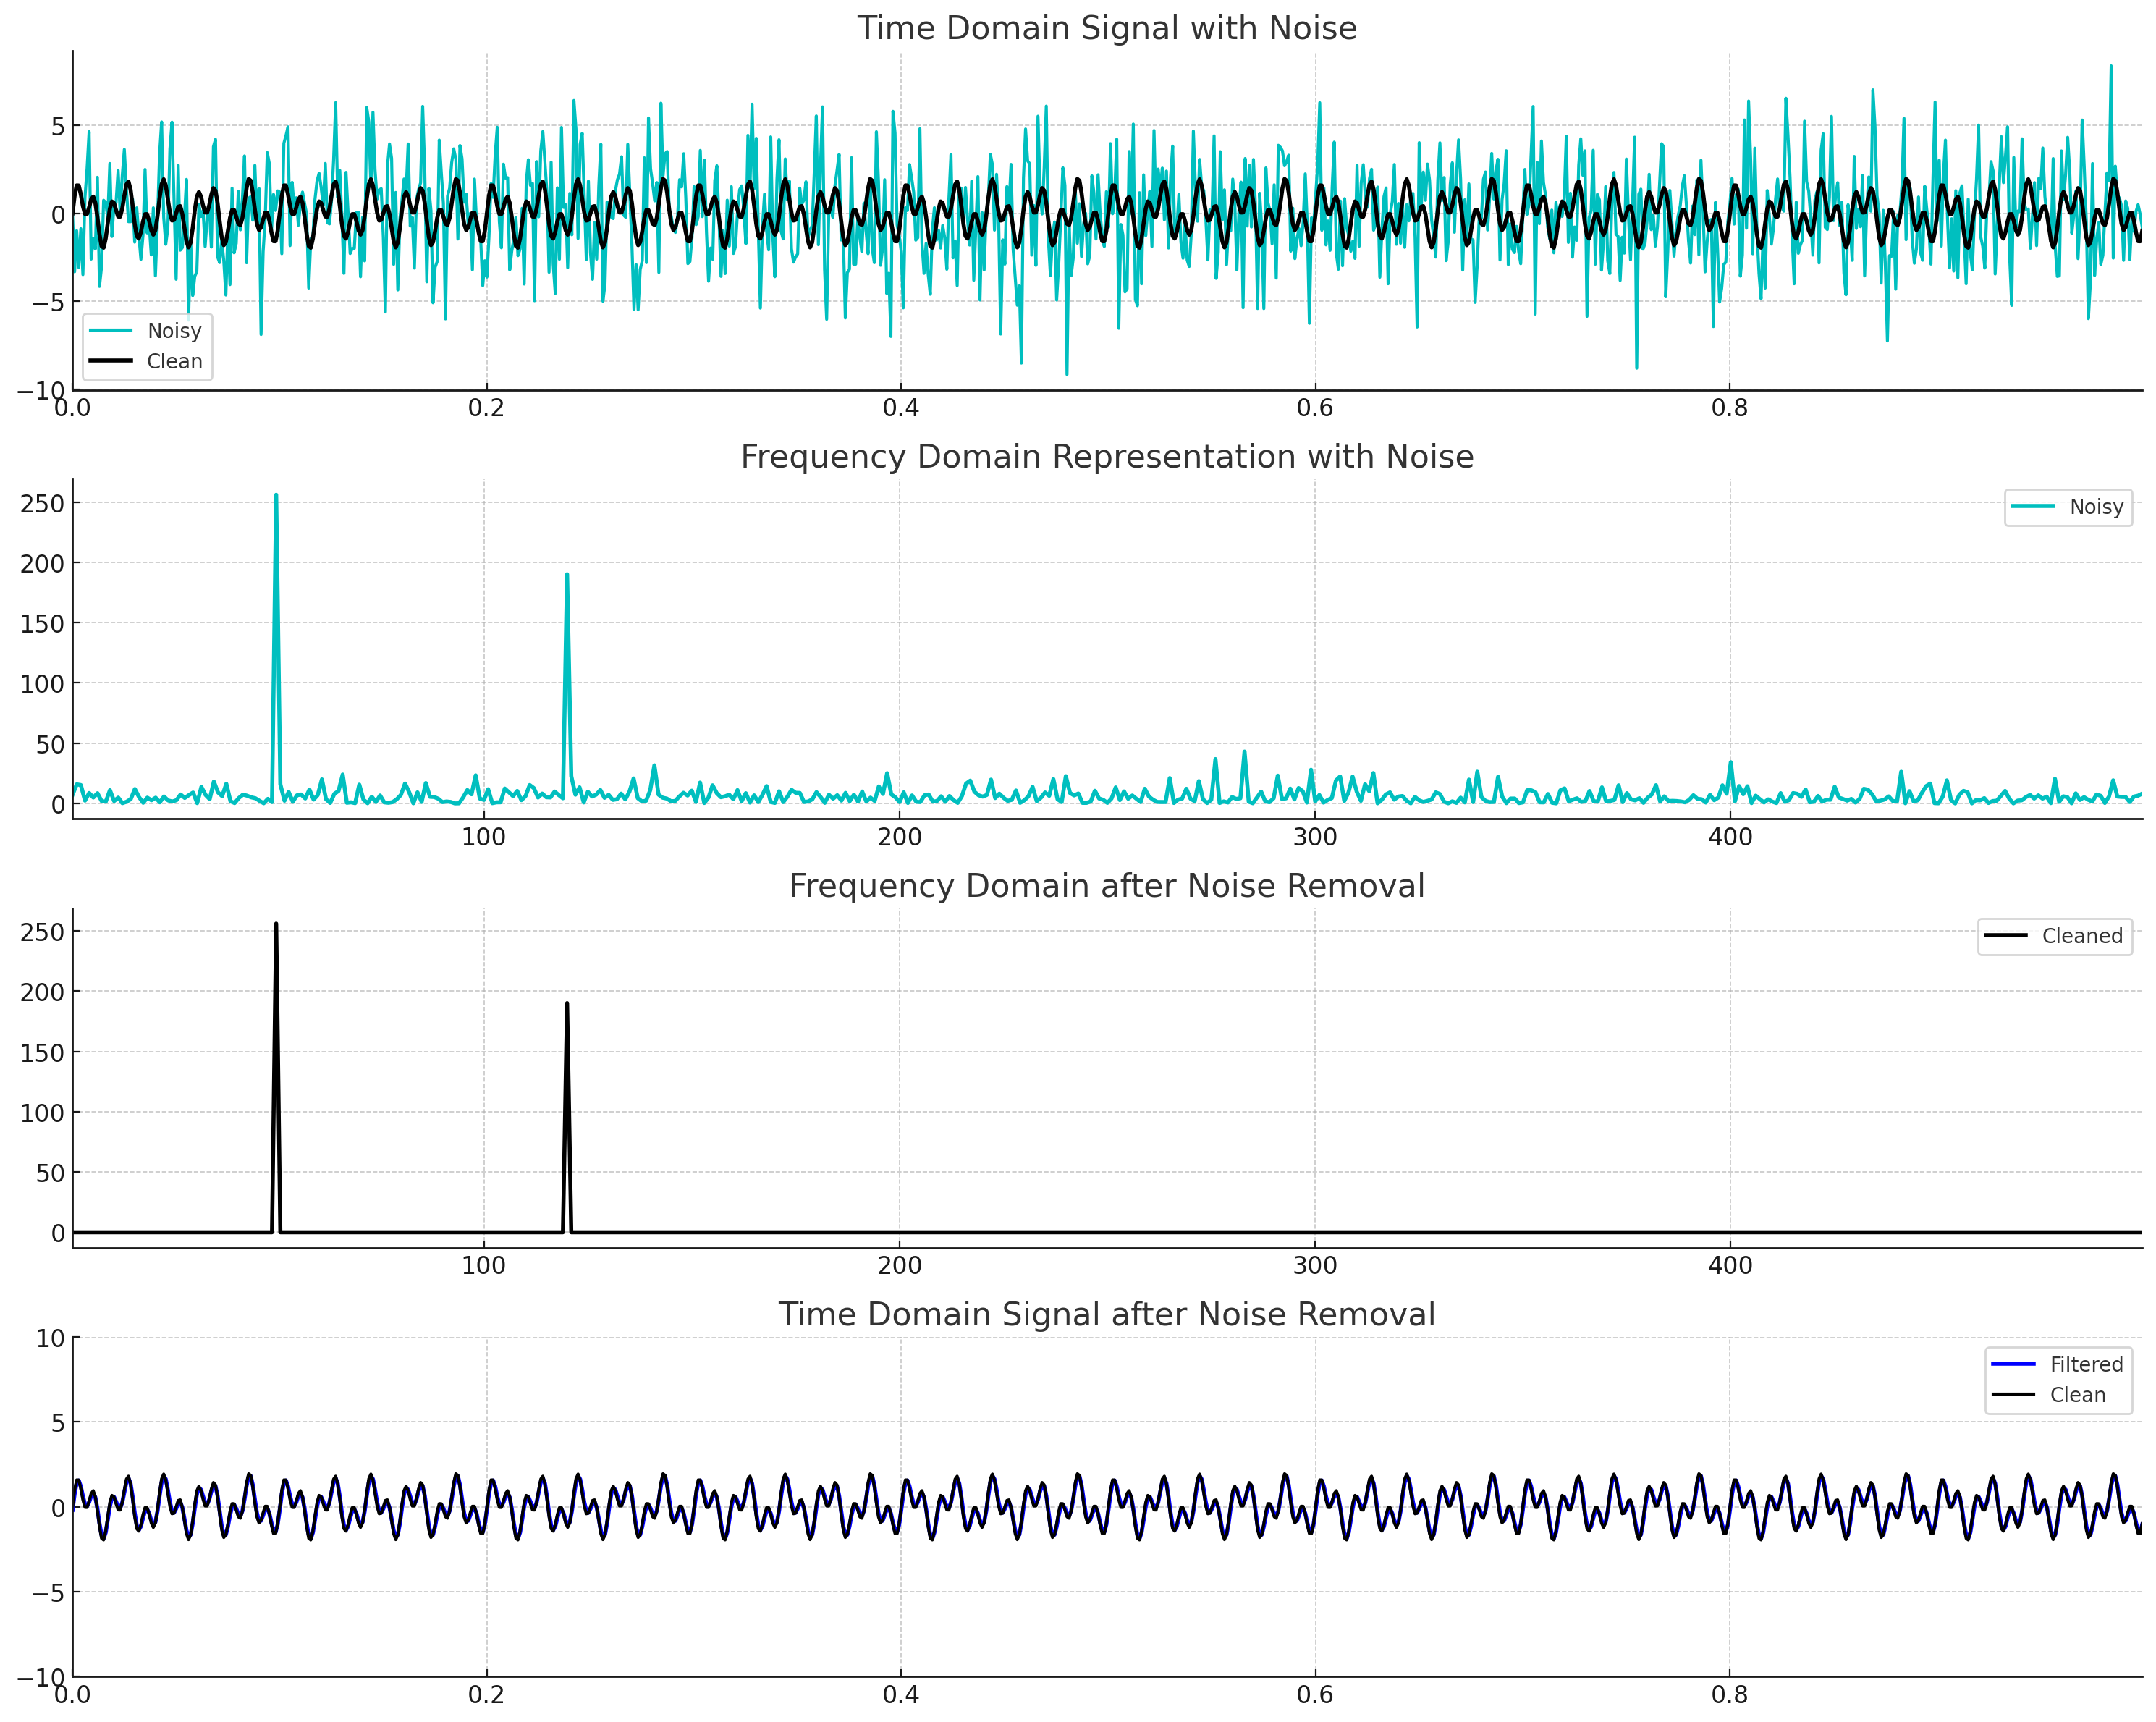 Time Domain Signal with Noise
5
0
−5
−10
Noisy
Clean
0.0 0.2 0.4 0.6 0.8
Frequency Domain Representation with Noise
250
200
150
100
50
0
Noisy
100 200 300 400
Frequency Domain after Noise Removal
250
200
150
100
50
0
Cleaned
100 200 300 400
Time Domain Signal after Noise Removal
10
5
0
−5
−10
Filtered
Clean
0.0 0.2 0.4 0.6 0.8